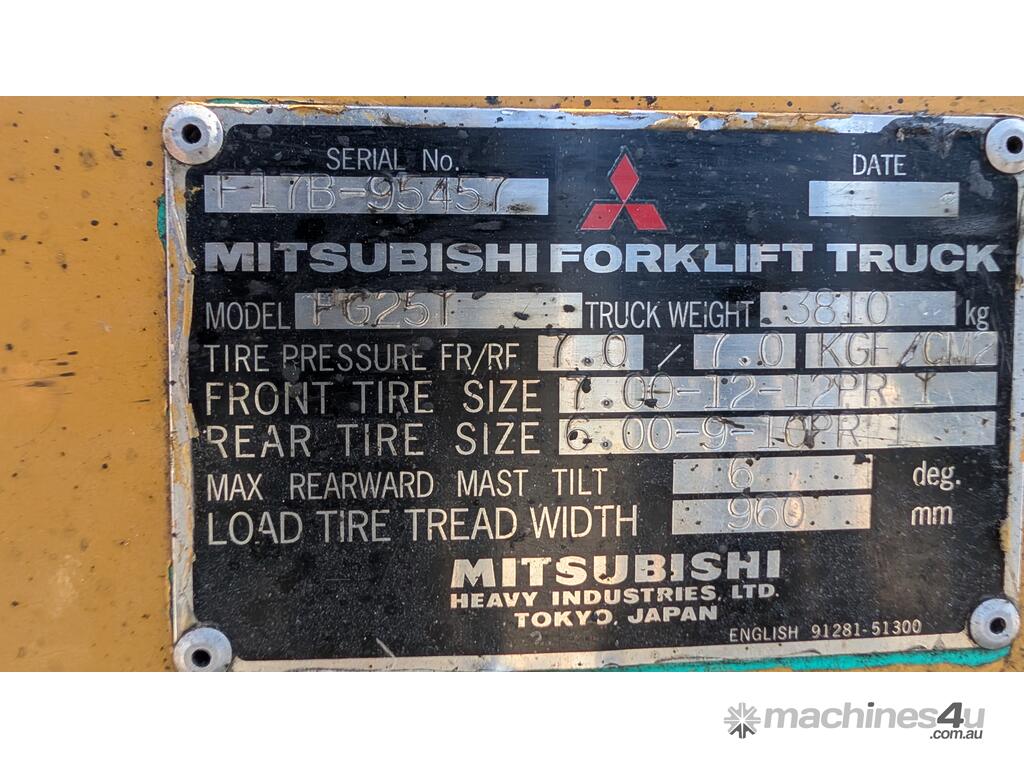 SERIAL No. F17B-95457 DATE
MITSUBISHI FORKLIFT TRUCK
MODEL FG25T TRUCK WEIGHT 3810 kg
TIRE PRESSURE FR/RF 7.0 / 7.0 KGF/CM2
FRONT TIRE SIZE 7.00-12-12PR Y
REAR TIRE SIZE 6.00-9-10PR I
MAX REARWARD MAST TILT 6 deg.
LOAD TIRE TREAD WIDTH 960 mm
MITSUBISHI
HEAVY INDUSTRIES, LTD.
TOKYO, JAPAN
ENGLISH 91281-51300
machines4u
.com.au